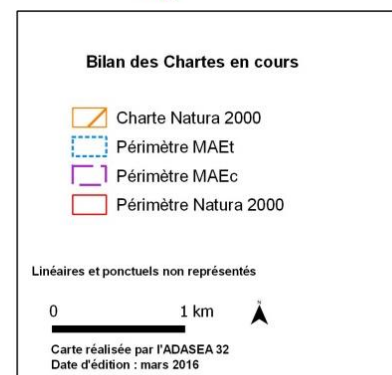 Bilan des Chartes en cours
Charte Natura 2000
Périmètre MAEt
Périmètre MAEc
Périmètre Natura 2000
Linéaires et ponctuels non représentés
0 1 km N
Carte réalisée par l'ADASEA 32
Date d'édition : mars 2016